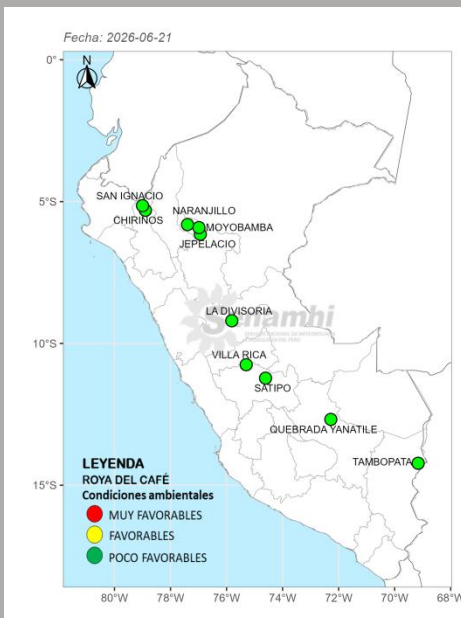 Fecha: 2026-06-21
N
0°
5°S
10°S
15°S
SAN IGNACIO
CHIRINOS
NARANJILLO
MOYOBAMBA
JEPELACIO
LA DIVISORIA
Senamhi
VILLA RICA
SATIPO
QUEBRADA YANATILE
TAMBOPATA
LEYENDA
ROYA DEL CAFÉ
Condiciones ambientales
MUY FAVORABLES
FAVORABLES
POCO FAVORABLES
80°W 78°W 76°W 74°W 72°W 70°W 68°W